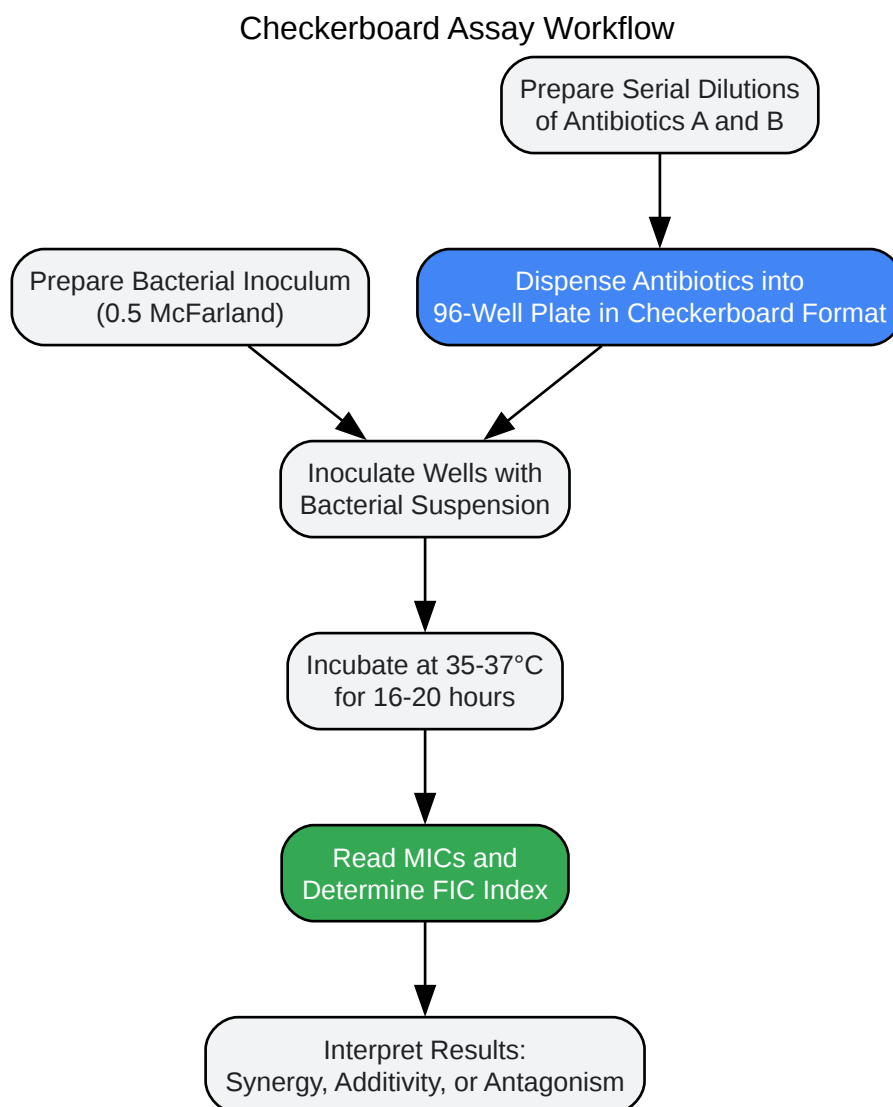 Checkerboard Assay Workflow
Prepare Serial Dilutions
of Antibiotics A and B
Prepare Bacterial Inoculum
(0.5 McFarland)
Dispense Antibiotics into
96-Well Plate in Checkerboard Format
Inoculate Wells with
Bacterial Suspension
Incubate at 35-37°C
for 16-20 hours
Read MICs and
Determine FIC Index
Interpret Results:
Synergy, Additivity, or Antagonism